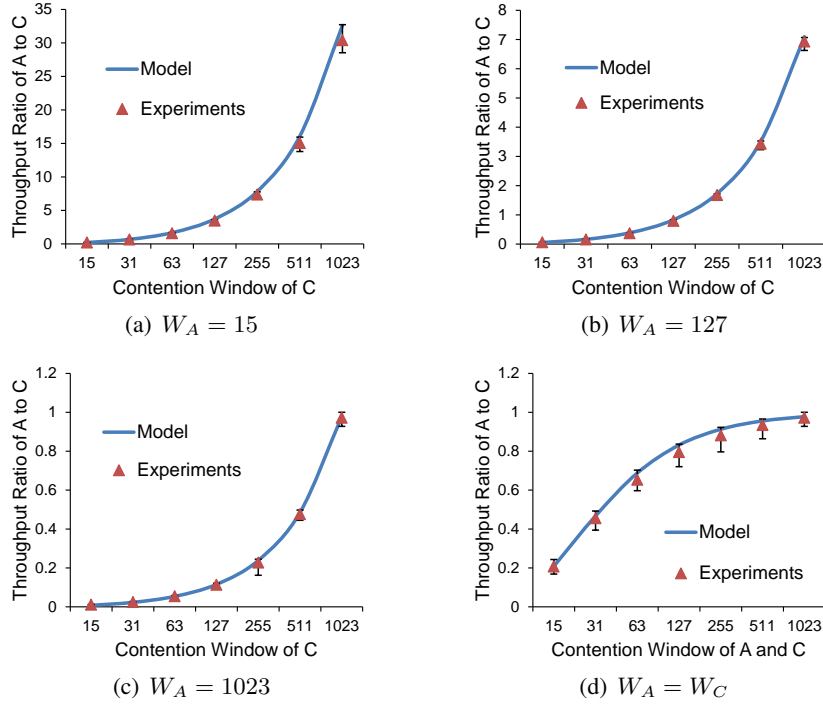 Throughput Ratio of A to C
35
30
25
20
15
10
5
0
Model
Experiments
15 31 63 127 255 511 1023
Contention Window of C
(a) W_A = 15
Throughput Ratio of A to C
8
7
6
5
4
3
2
1
0
Model
Experiments
15 31 63 127 255 511 1023
Contention Window of C
(b) W_A = 127
Throughput Ratio of A to C
1.2
1
0.8
0.6
0.4
0.2
0
Model
Experiments
15 31 63 127 255 511 1023
Contention Window of C
(c) W_A = 1023
Throughput Ratio of A to C
1.2
1
0.8
0.6
0.4
0.2
0
Model
Experiments
15 31 63 127 255 511 1023
Contention Window of A and C
(d) W_A = W_C